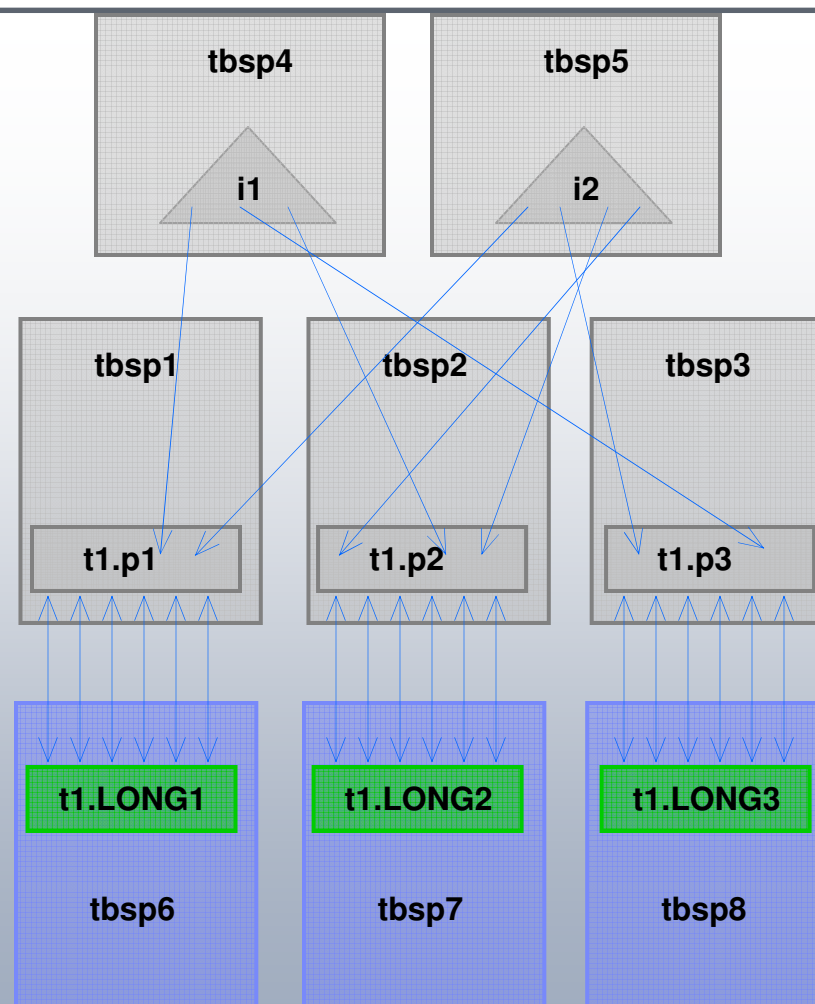 tbsp4
tbsp5
i1
i2
tbsp1
tbsp2
tbsp3
t1.p1
t1.p2
t1.p3
t1.LONG1
t1.LONG2
t1.LONG3
tbsp6
tbsp7
tbsp8